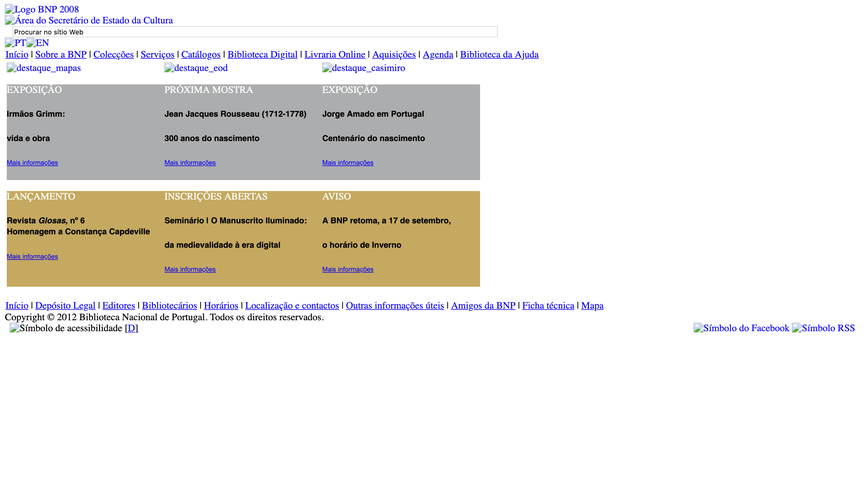 Logo BNP 2008
Área do Secretário de Estado da Cultura
Procurar no sítio Web
PT EN
Início | Sobre a BNP | Colecções | Serviços | Catálogos | Biblioteca Digital | Livraria Online | Aquisições | Agenda | Biblioteca da Ajuda
destaque_mapas destaque_eod destaque_casimiro
EXPOSIÇÃO
Irmãos Grimm:
vida e obra
Mais informações
PRÓXIMA MOSTRA
Jean Jacques Rousseau (1712-1778)
300 anos do nascimento
Mais informações
EXPOSIÇÃO
Jorge Amado em Portugal
Centenário do nascimento
Mais informações
LANÇAMENTO
Revista Glosas, nº 6
Homenagem a Constança Capdeville
Mais informações
INSCRIÇÕES ABERTAS
Seminário | O Manuscrito Iluminado:
da medievalidade à era digital
Mais informações
AVISO
A BNP retoma, a 17 de setembro,
o horário de Inverno
Mais informações
Início | Depósito Legal | Editores | Bibliotecários | Horários | Localização e contactos | Outras informações úteis | Amigos da BNP | Ficha técnica | Mapa
Copyright © 2012 Biblioteca Nacional de Portugal. Todos os direitos reservados.
Símbolo de acessibilidade [D] Símbolo do Facebook Símbolo RSS